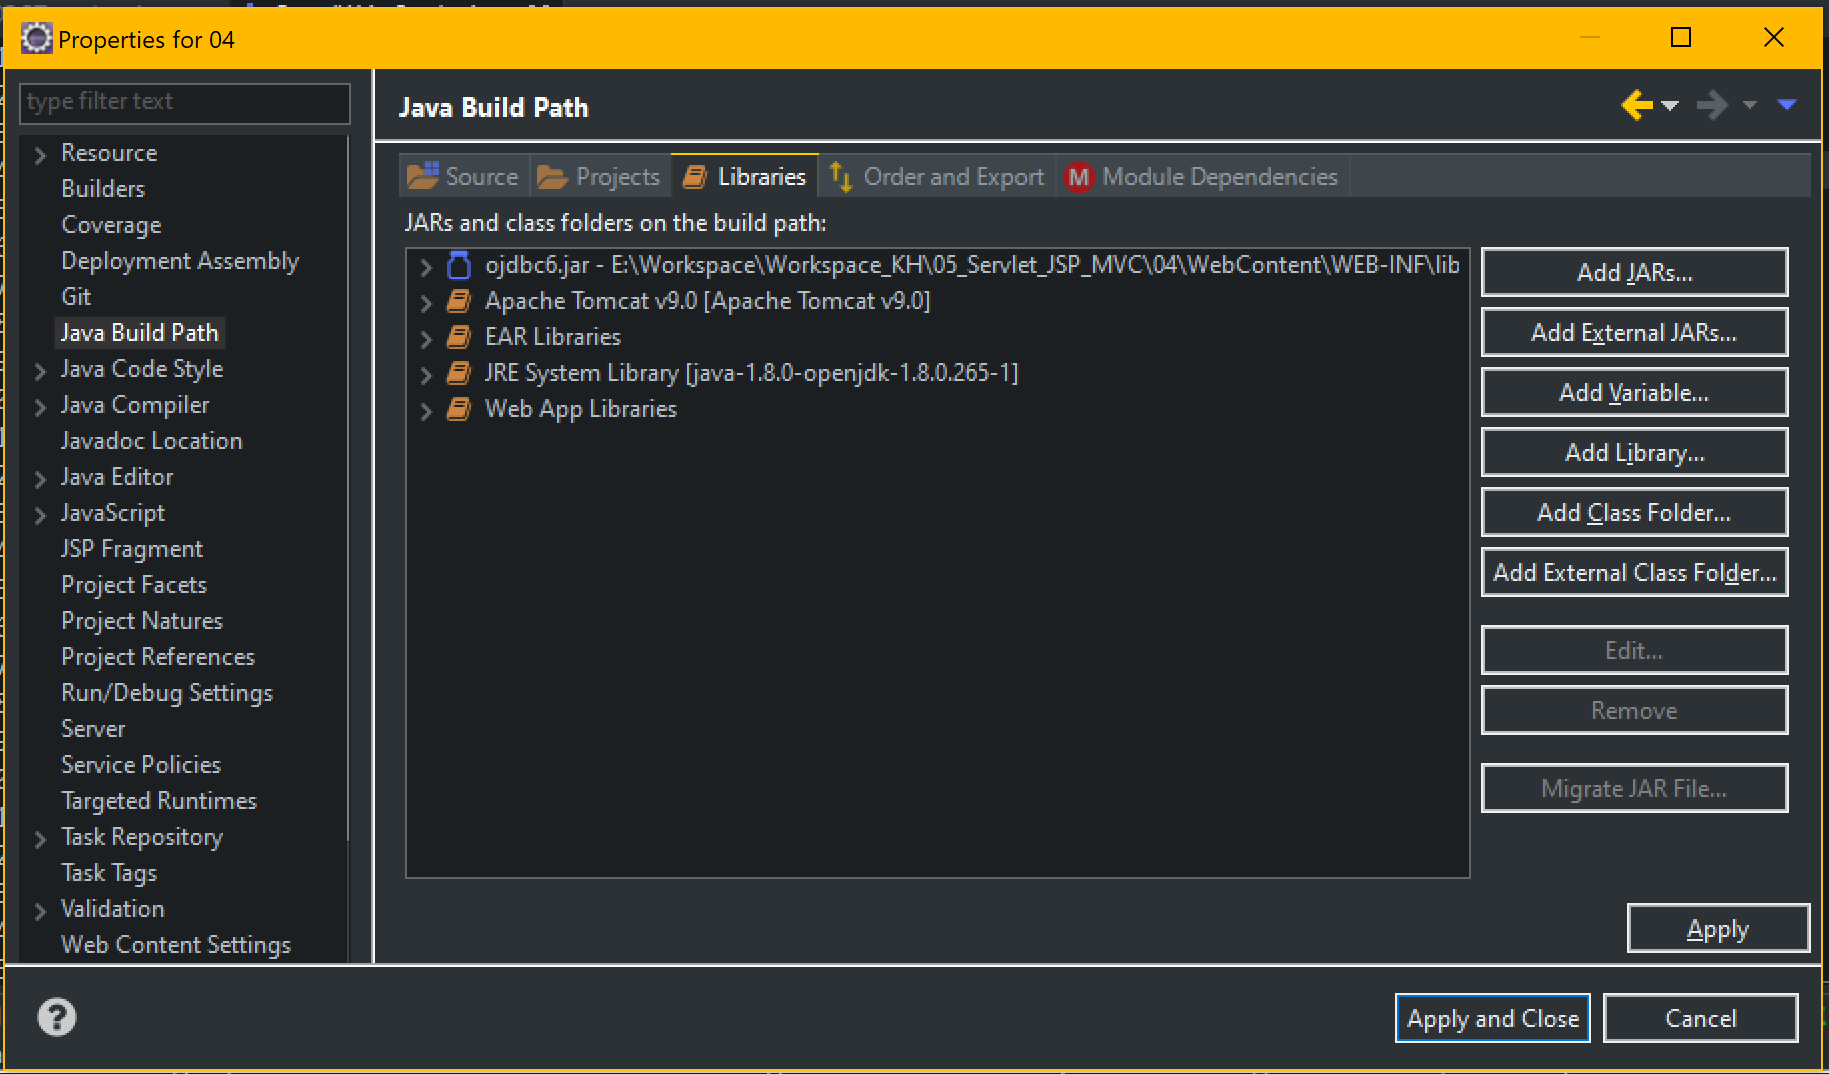 Properties for 04
type filter text
Resource
Builders
Coverage
Deployment Assembly
Git
Java Build Path
Java Code Style
Java Compiler
Javadoc Location
Java Editor
JavaScript
JSP Fragment
Project Facets
Project Natures
Project References
Run/Debug Settings
Server
Service Policies
Targeted Runtimes
Task Repository
Task Tags
Validation
Web Content Settings
Java Build Path
Source Projects Libraries Order and Export M Module Dependencies
JARs and class folders on the build path:
ojdbc6.jar - E:\Workspace\Workspace_KH\05_Servlet_JSP_MVC\04\WebContent\WEB-INF\lib
Apache Tomcat v9.0 [Apache Tomcat v9.0]
EAR Libraries
JRE System Library [java-1.8.0-openjdk-1.8.0.265-1]
Web App Libraries
Add JARs...
Add External JARs...
Add Variable...
Add Library...
Add Class Folder...
Add External Class Folder...
Edit...
Remove
Migrate JAR File...
Apply
?
Apply and Close Cancel